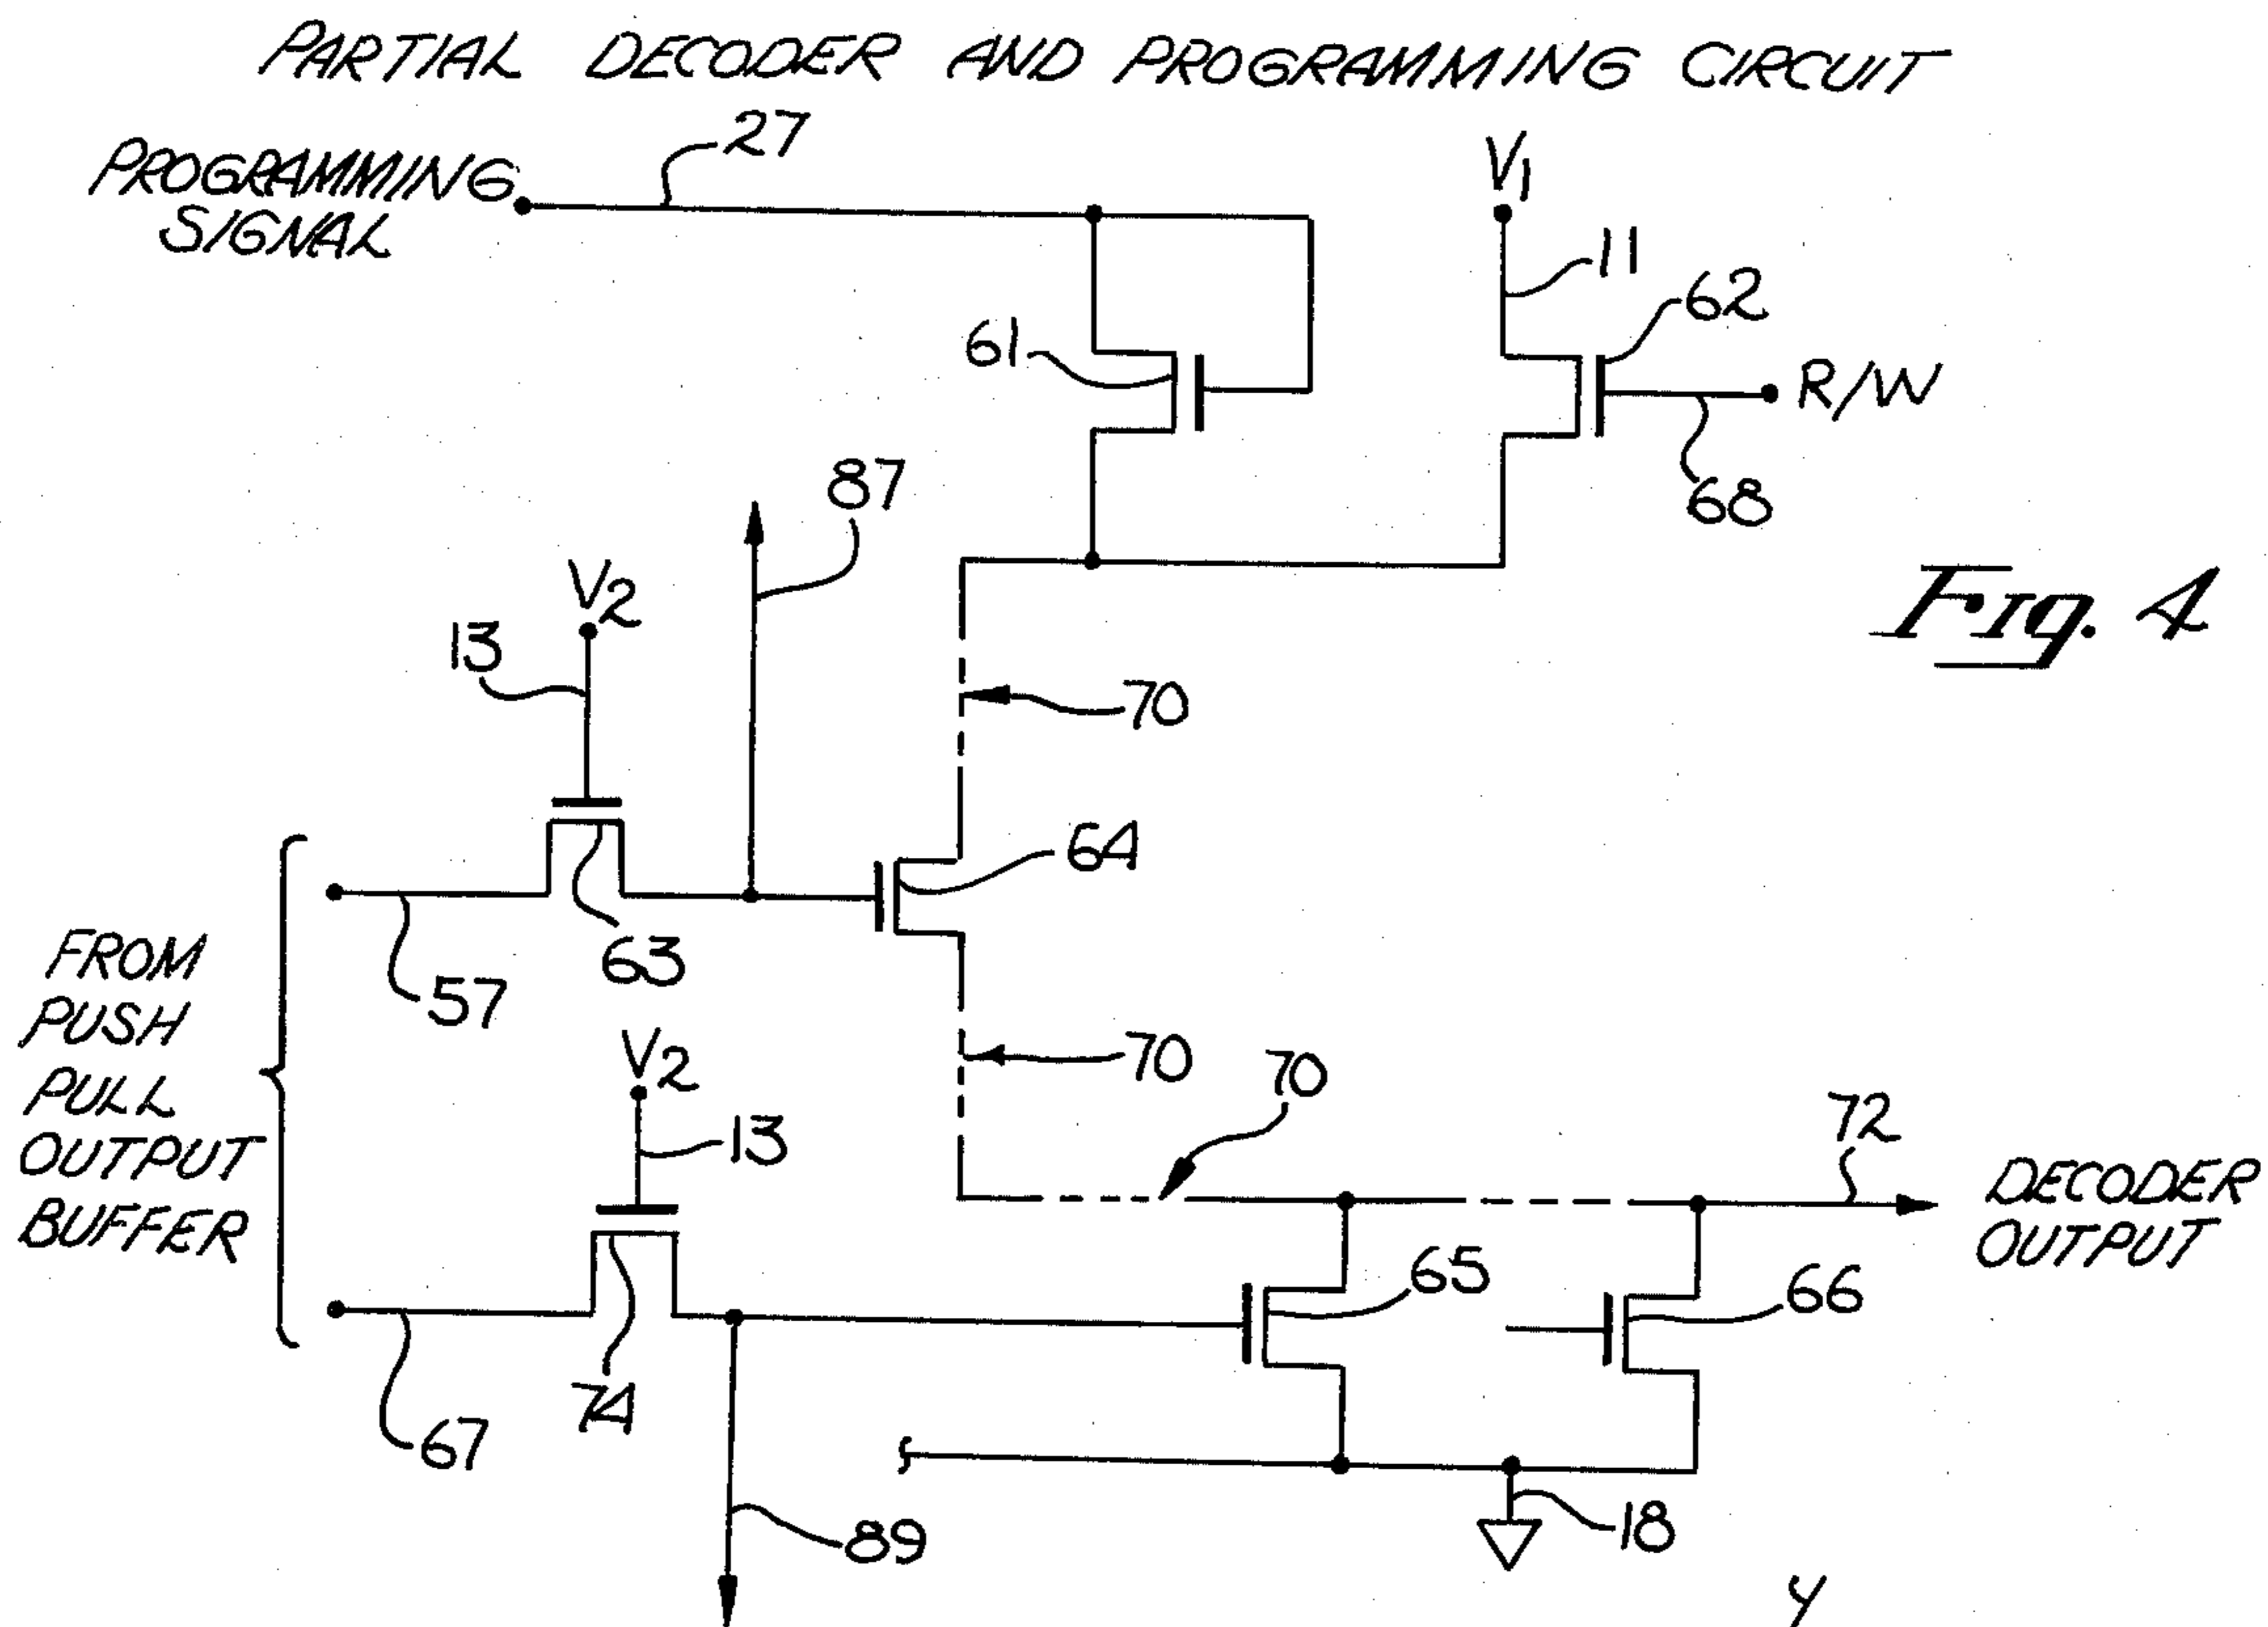 PARTIAL DECODER AND PROGRAMMING CIRCUIT
PROGRAMMING
SIGNAL
27
V1
11
62
61
R/W
68
87
V2
13
Fig. 4
70
64
63
57
FROM
PUSH
PULL
OUTPUT
BUFFER
V2
13
70
70
72
DECODER
OUTPUT
65
66
74
67
89
18